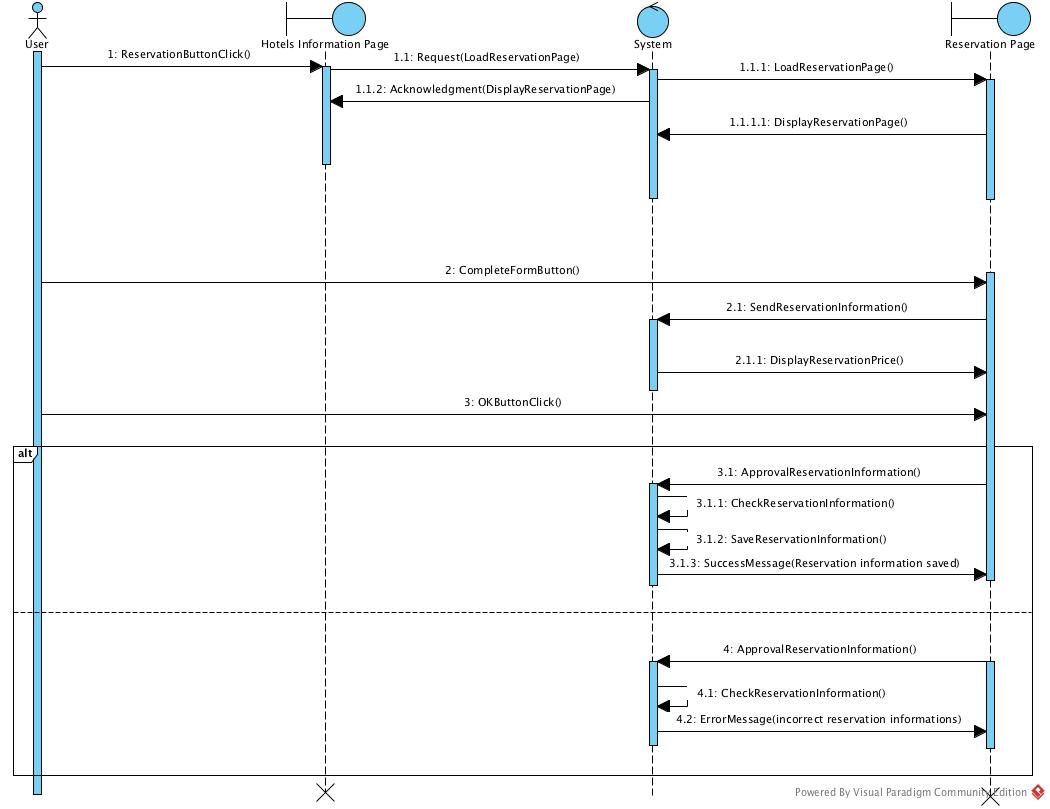 User
Hotels Information Page
System
Reservation Page
1: ReservationButtonClick()
1.1: Request(LoadReservationPage)
1.1.1: LoadReservationPage()
1.1.2: Acknowledgment(DisplayReservationPage)
1.1.1.1: DisplayReservationPage()
2: CompleteFormButton()
2.1: SendReservationInformation()
2.1.1: DisplayReservationPrice()
3: OKButtonClick()
alt
3.1: ApprovalReservationInformation()
3.1.1: CheckReservationInformation()
3.1.2: SaveReservationInformation()
3.1.3: SuccessMessage(Reservation information saved)
4: ApprovalReservationInformation()
4.1: CheckReservationInformation()
4.2: ErrorMessage(incorrect reservation informations)
Powered By Visual Paradigm Community Edition